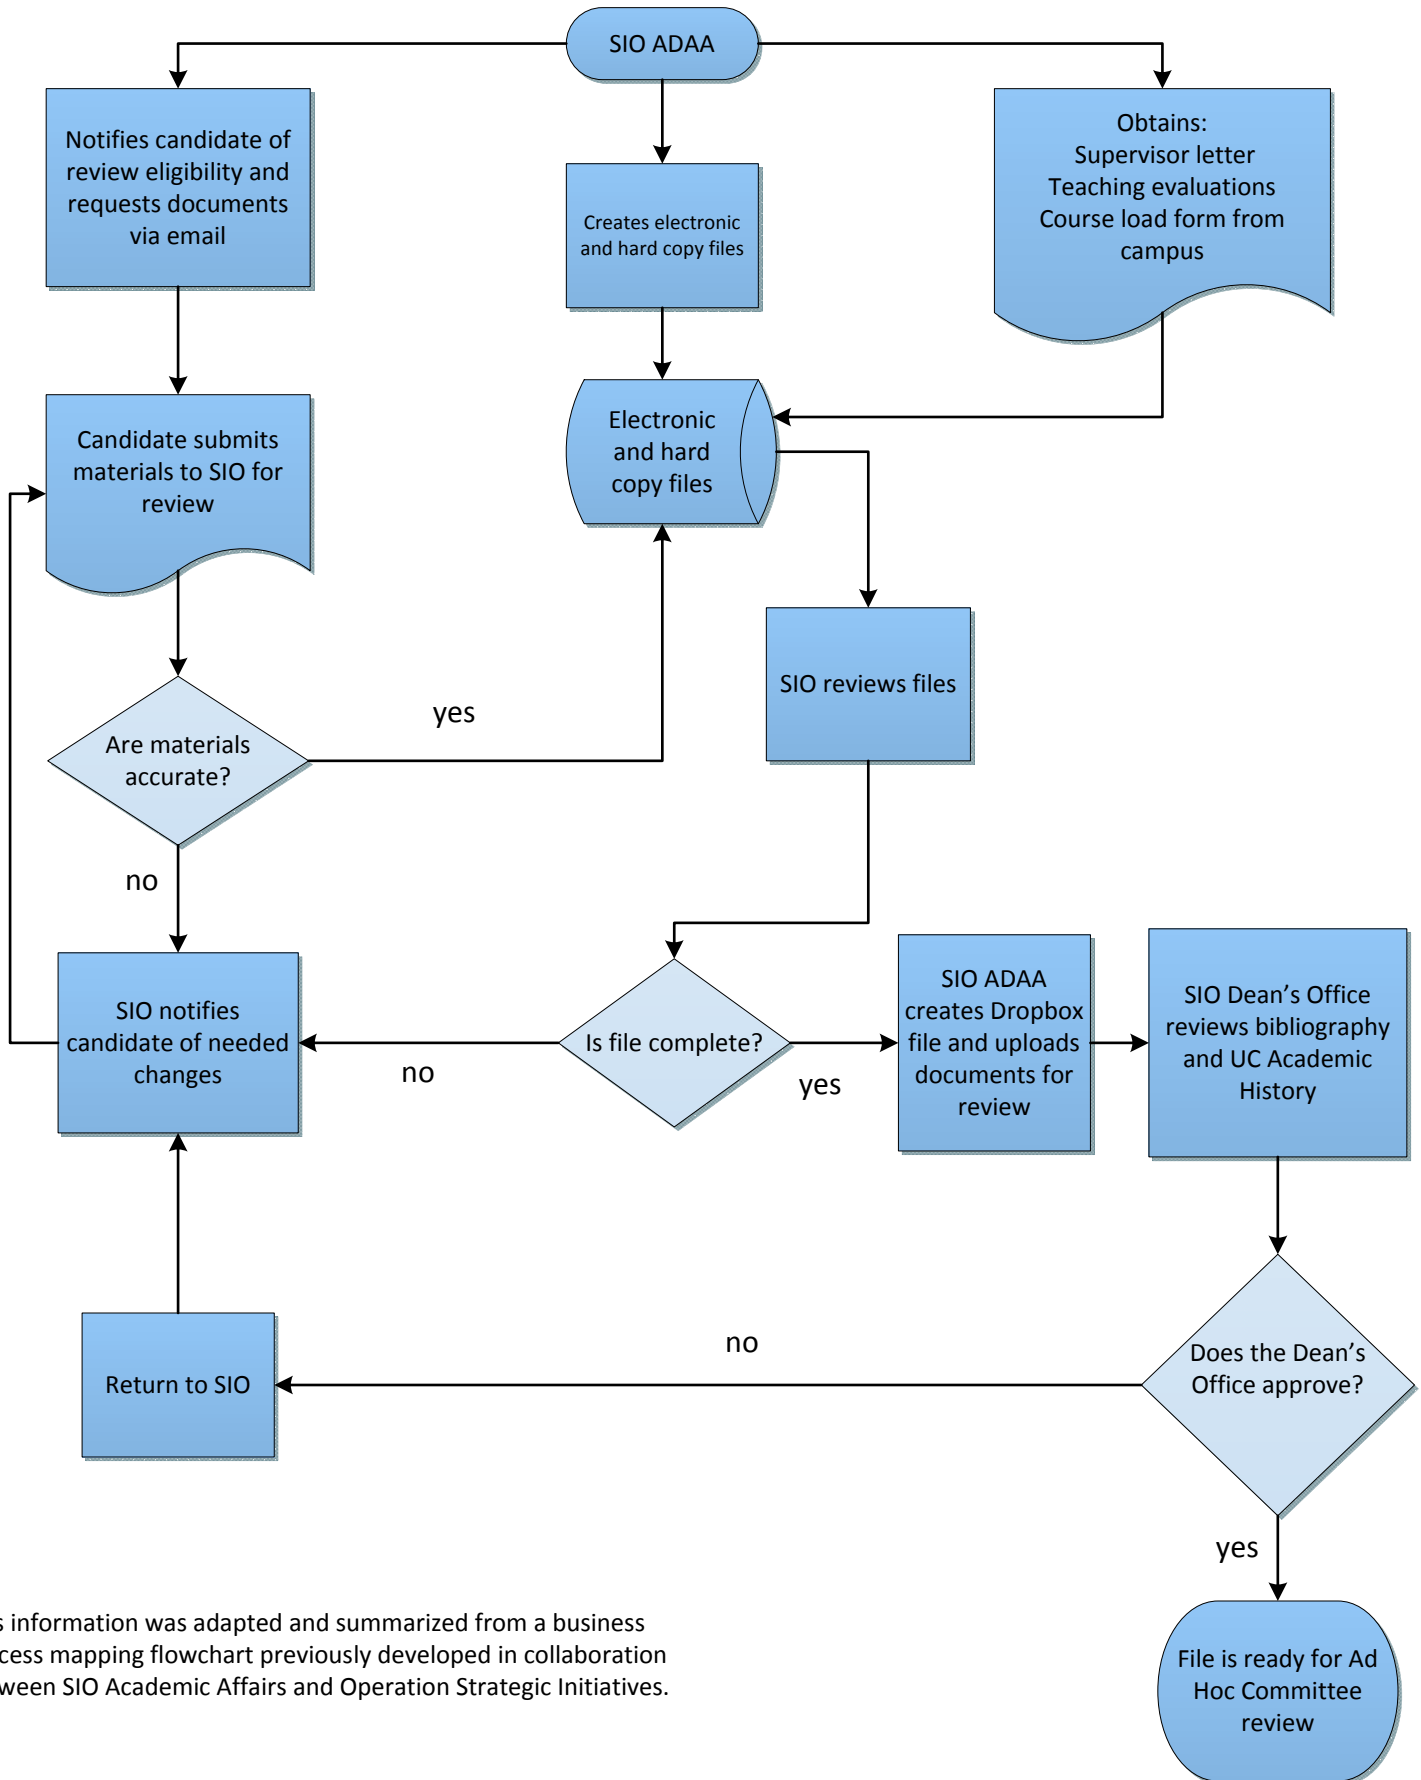 SIO ADAA
Notifies candidate of
review eligibility and
requests documents
via email
Creates electronic
and hard copy files
Obtains:
Supervisor letter
Teaching evaluations
Course load form from
campus
Candidate submits
materials to SIO for
review
Electronic
and hard
copy files
SIO reviews files
yes
Are materials
accurate?
no
SIO notifies
candidate of needed
changes
no
Is file complete?
yes
SIO ADAA
creates Dropbox
file and uploads
documents for
review
SIO Dean’s Office
reviews bibliography
and UC Academic
History
Return to SIO
no
Does the Dean’s
Office approve?
yes
File is ready for Ad
Hoc Committee
review
information was adapted and summarized from a business
mapping flowchart previously developed in collaboration
SIO Academic Affairs and Operation Strategic Initiatives.